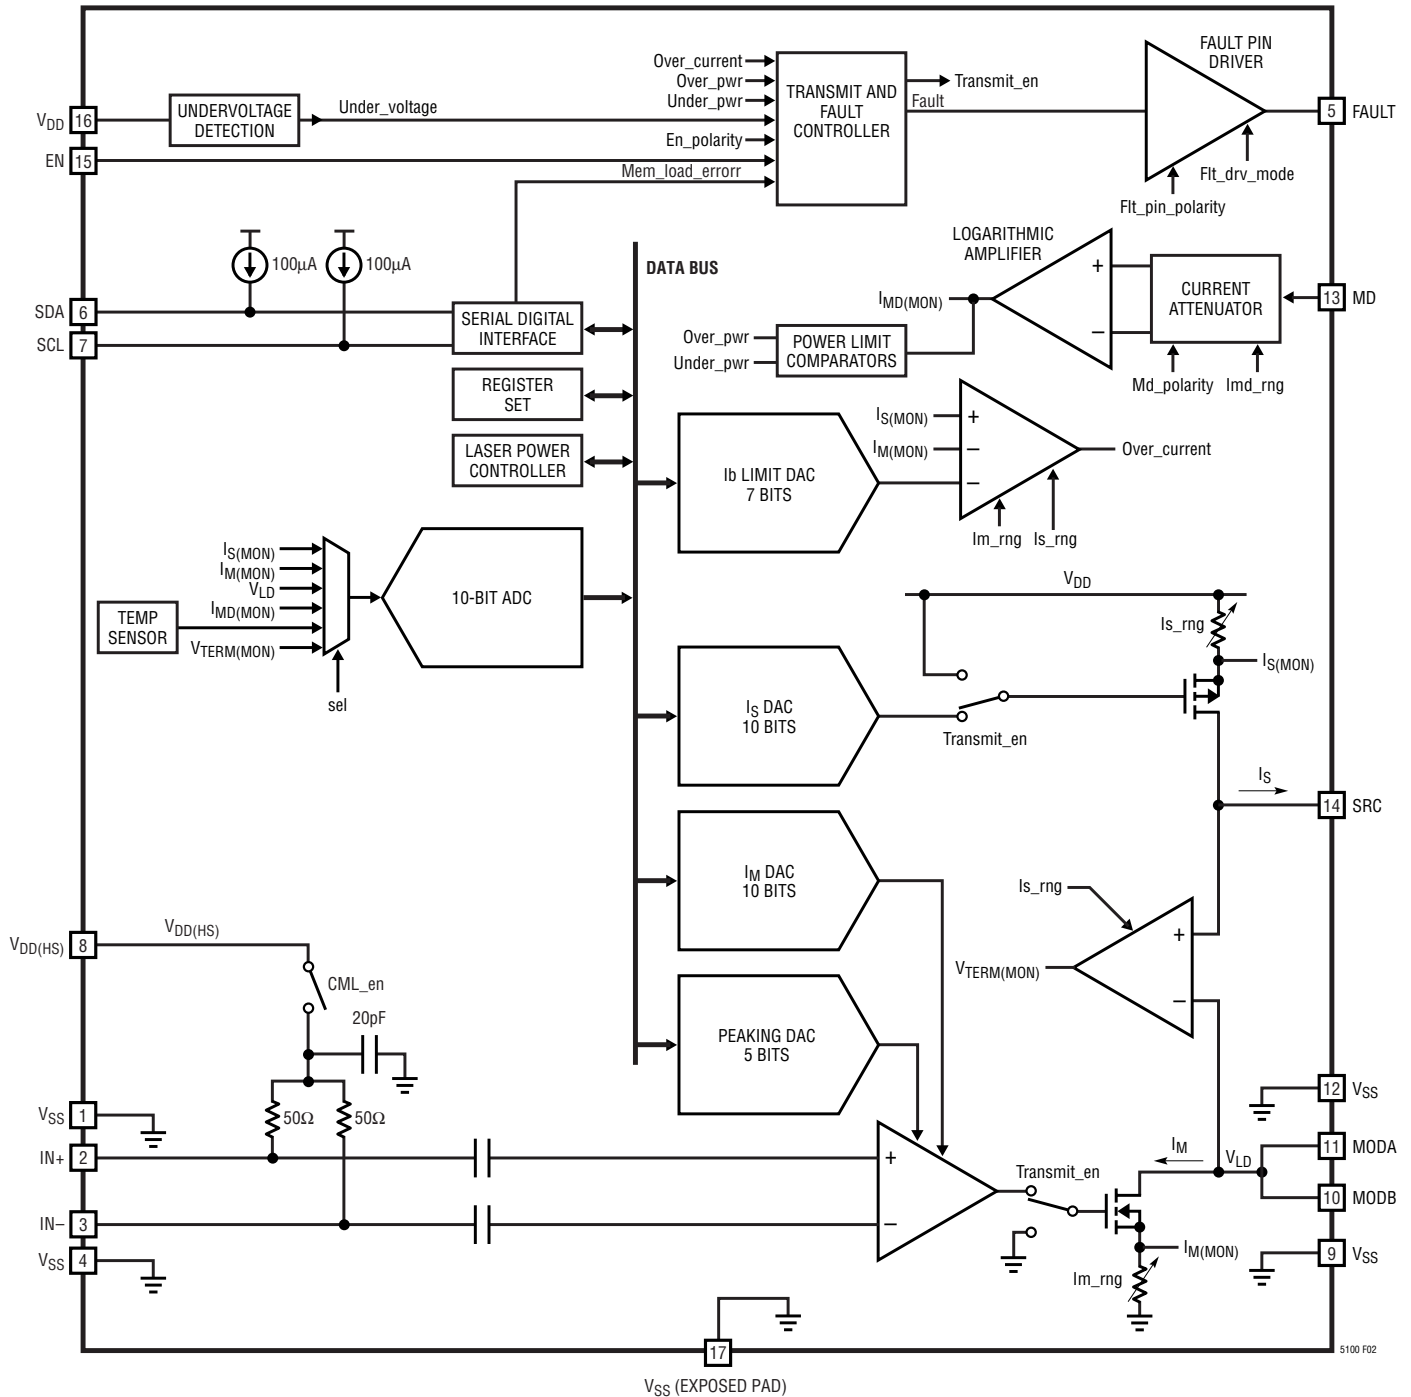 FAULT PIN
DRIVER
Over_current
Over_pwr
Under_pwr
TRANSMIT AND
FAULT
CONTROLLER
Transmit_en
Fault
5 FAULT
VDD 16
UNDERVOLTAGE
DETECTION
Under_voltage
En_polarity
EN 15
Mem_load_errorr
Flt_drv_mode
Flt_pin_polarity
100µA
100µA
DATA BUS
LOGARITHMIC
AMPLIFIER
+
–
CURRENT
ATTENUATOR
13 MD
IMD(MON)
SDA 6
SCL 7
SERIAL DIGITAL
INTERFACE
Over_pwr
Under_pwr
POWER LIMIT
COMPARATORS
Md_polarity
Imd_rng
REGISTER
SET
LASER POWER
CONTROLLER
Ib LIMIT DAC
7 BITS
IS(MON)
IM(MON)
+
–
–
Over_current
Im_rng
Is_rng
IS(MON)
IM(MON)
VLD
IMD(MON)
VTERM(MON)
TEMP
SENSOR
sel
10-BIT ADC
VDD
Is_rng
IS(MON)
IS DAC
10 BITS
Transmit_en
IS
14 SRC
IM DAC
10 BITS
Is_rng
+
–
VTERM(MON)
VDD(HS) 8
VDD(HS)
CML_en
20pF
PEAKING DAC
5 BITS
50Ω
50Ω
VSS 1
IN+ 2
IN– 3
VSS 4
+
–
Transmit_en
IM
VLD
12 VSS
11 MODA
10 MODB
9 VSS
IM(MON)
Im_rng
17
VSS (EXPOSED PAD)
5100 F02